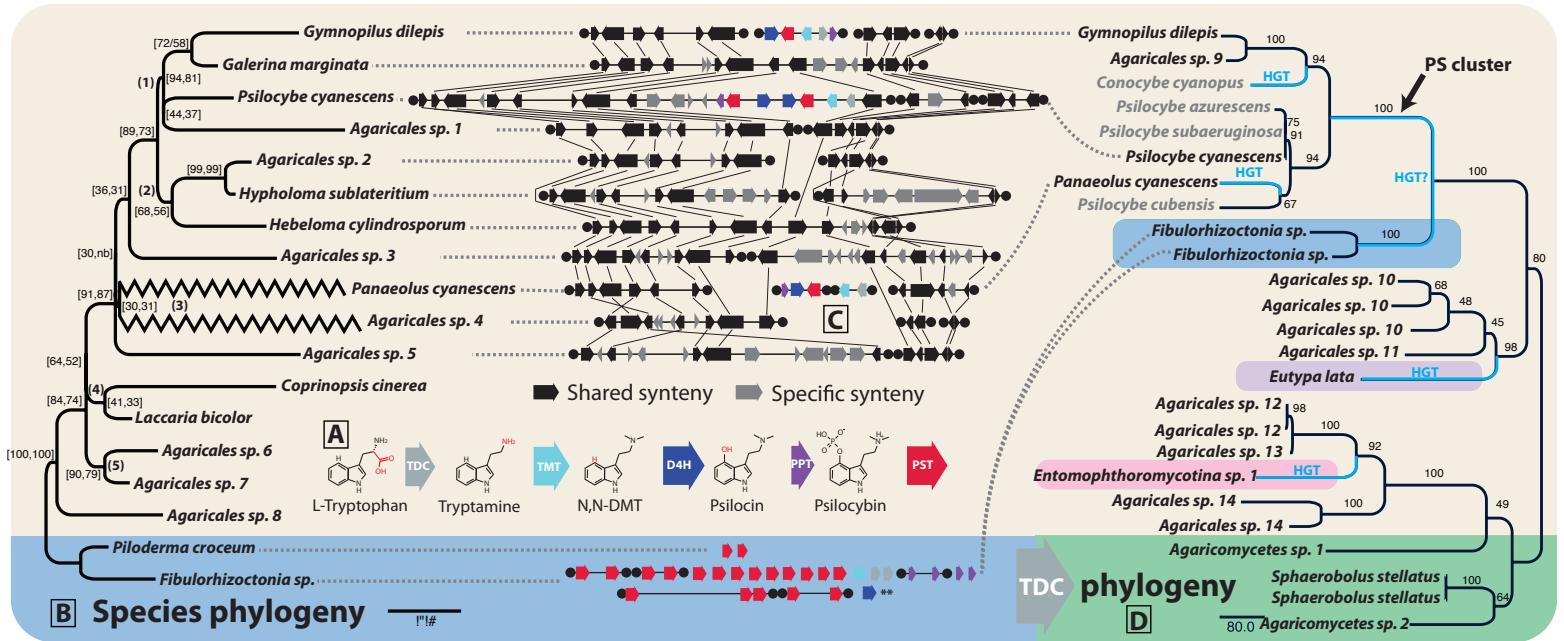 [72/58]
Gymnopilus dilepis
Galerina marginata
(1)
[94,81]
Psilocybe cyanescens
[44,37]
Agaricales sp. 1
[89,73]
Agaricales sp. 2
[99,99]
[36,31]
(2)
Hypholoma sublateritium
[68,56]
Hebeloma cylindrosporum
[30,nb]
Agaricales sp. 3
Panaeolus cyanescens
[91,87]
[30,31]
(3)
Agaricales sp. 4
Agaricales sp. 5
[64,52]
Coprinopsis cinerea
(4)
[41,33]
[84,74]
Laccaria bicolor
Agaricales sp. 6
[100,100]
(5)
[90,79]
Agaricales sp. 7
Agaricales sp. 8
Piloderma croceum
Fibulorhizoctonia sp.
**
B Species phylogeny
!"!#
C
Shared synteny
Specific synteny
A
H
NH₂
O
OH
N
H
L-Tryptophan
TDC
H
NH₂
N
H
Tryptamine
TMT
H
N
N
H
N,N-DMT
D4H
OH
N
N
H
Psilocin
PPT
HO
O⁻
P
O
O
NH⁺
N
H
Psilocybin
PST
Gymnopilus dilepis
100
Agaricales sp. 9
94
Conocybe cyanopus
HGT
PS cluster
100
Psilocybe azurescens
75
Psilocybe subaeruginosa
91
Psilocybe cyanescens
94
Panaeolus cyanescens
HGT
HGT?
100
Psilocybe cubensis
67
Fibulorhizoctonia sp.
100
Fibulorhizoctonia sp.
80
Agaricales sp. 10
68
Agaricales sp. 10
48
Agaricales sp. 10
45
Agaricales sp. 11
98
Eutypa lata
HGT
Agaricales sp. 12
98
Agaricales sp. 12
100
Agaricales sp. 13
92
Entomophthoromycotina sp. 1
HGT
100
Agaricales sp. 14
100
49
Agaricales sp. 14
Agaricomycetes sp. 1
TDC phylogeny
Sphaerobolus stellatus
100
Sphaerobolus stellatus
64
D
80.0
Agaricomycetes sp. 2